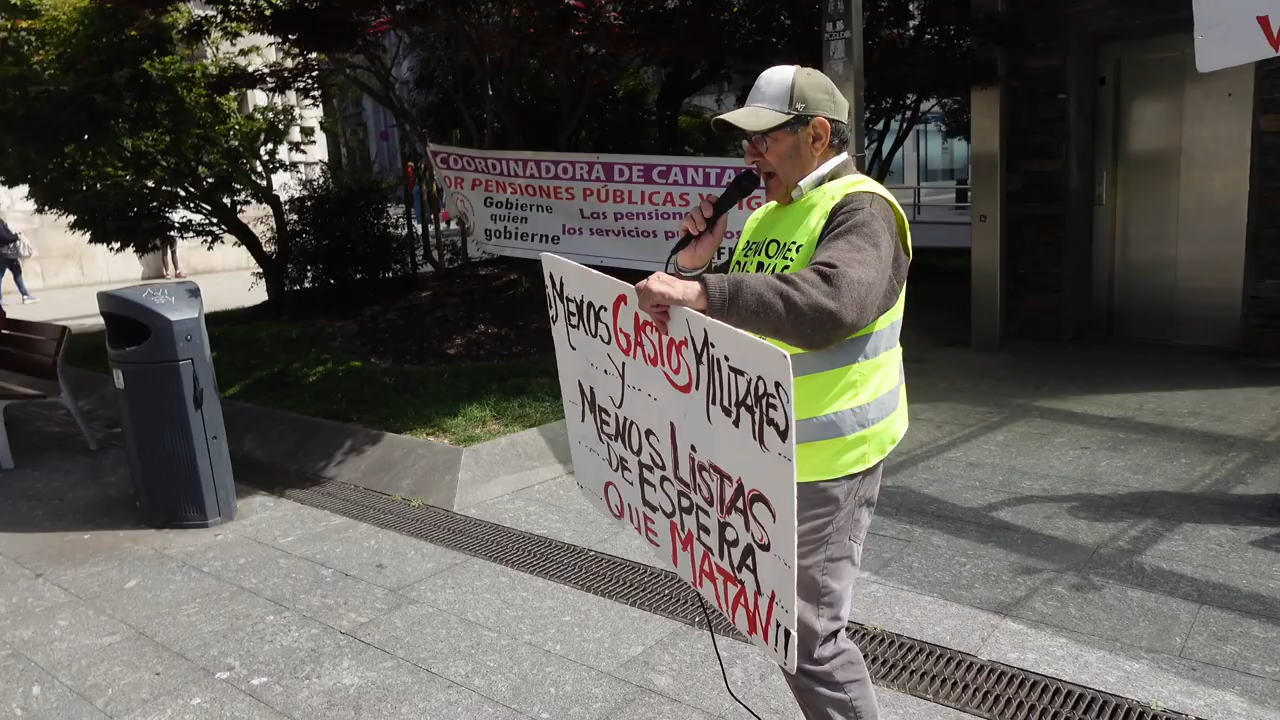 COORDINADORA DE CANTA
OR PENSIONES PÚBLICAS Y
Gobierne
quien
gobierne
Las pensione
los servicios
PENSIONES
¡MENOS GASTOS MILITARES
Y
MENOS LISTAS
DE ESPERA
QUE MATAN!!
47
V